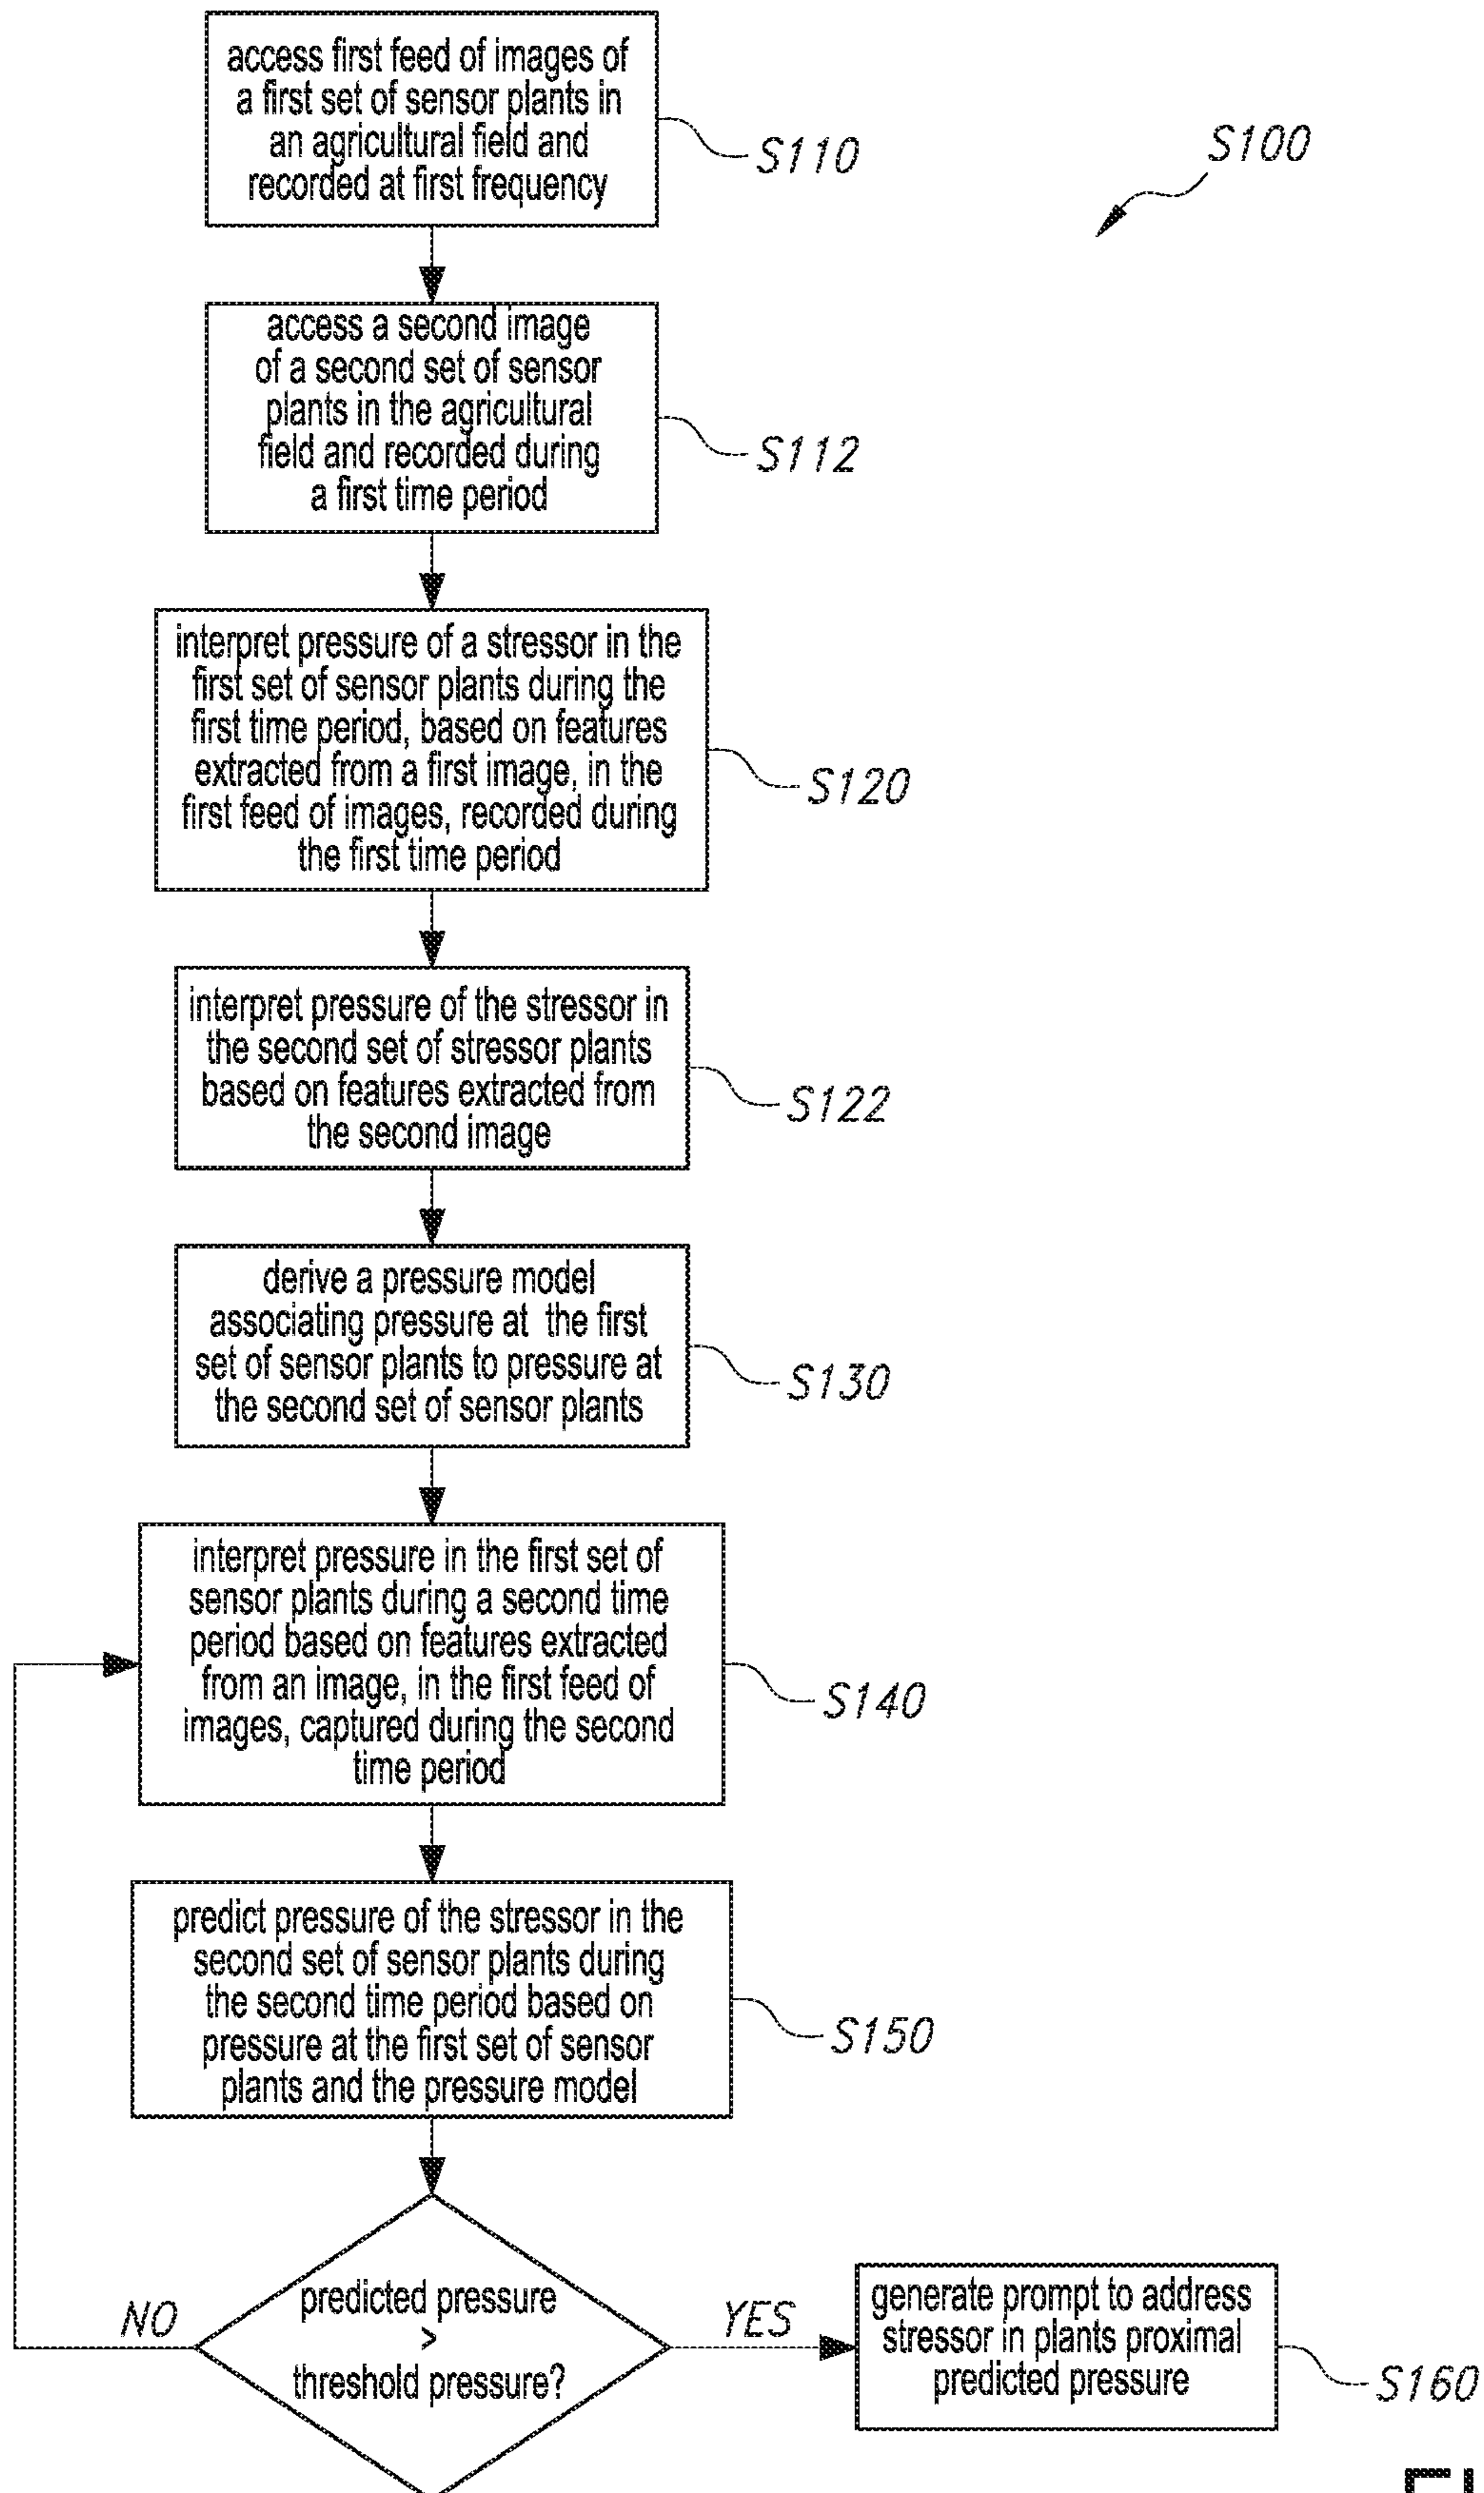 access first feed of images of
a first set of sensor plants in
an agricultural field and
recorded at first frequency
S110
S100
access a second image
of a second set of sensor
plants in the agricultural
field and recorded during
a first time period
S112
interpret pressure of a stressor in the
first set of sensor plants during the
first time period, based on features
extracted from a first image, in the
first feed of images, recorded during
the first time period
S120
interpret pressure of the stressor in
the second set of stressor plants
based on features extracted from
the second image
S122
derive a pressure model
associating pressure at the first
set of sensor plants to pressure at
the second set of sensor plants
S130
interpret pressure in the first set of
sensor plants during a second time
period based on features extracted
from an image, in the first feed of
images, captured during the second
time period
S140
predict pressure of the stressor in the
second set of sensor plants during
the second time period based on
pressure at the first set of sensor
plants and the pressure model
S150
NO
predicted pressure
>
threshold pressure?
YES
generate prompt to address
stressor in plants proximal
predicted pressure
S160